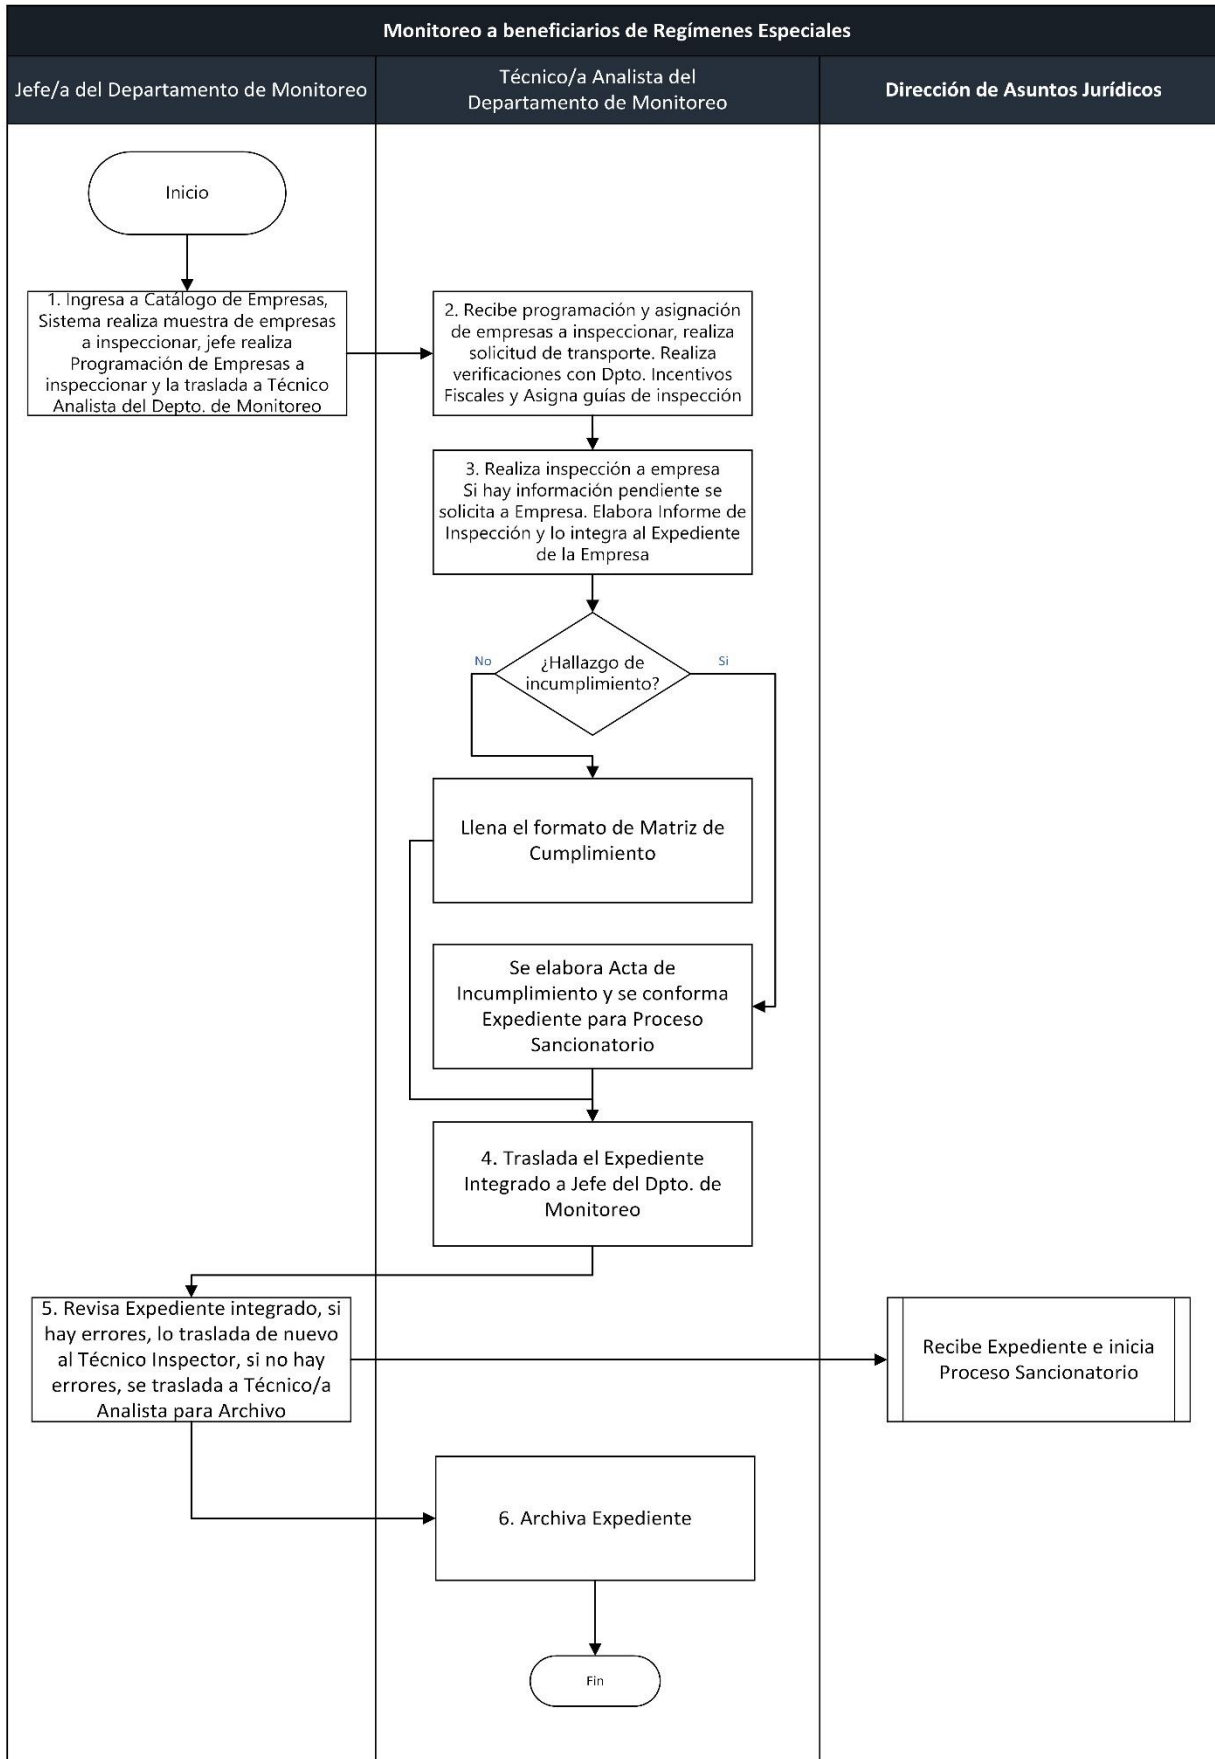 Monitoreo a beneficiarios de Regímenes Especiales
Jefe/a del Departamento de Monitoreo
Técnico/a Analista del
Departamento de Monitoreo
Dirección de Asuntos Jurídicos
Inicio
1. Ingresa a Catálogo de Empresas,
Sistema realiza muestra de empresas
a inspeccionar, jefe realiza
Programación de Empresas a
inspeccionar y la traslada a Técnico
Analista del Depto. de Monitoreo
2. Recibe programación y asignación
de empresas a inspeccionar, realiza
solicitud de transporte. Realiza
verificaciones con Dpto. Incentivos
Fiscales y Asigna guías de inspección
3. Realiza inspección a empresa
Si hay información pendiente se
solicita a Empresa. Elabora Informe de
Inspección y lo integra al Expediente
de la Empresa
No
¿Hallazgo de
incumplimiento?
Si
Llena el formato de Matriz de
Cumplimiento
Se elabora Acta de
Incumplimiento y se conforma
Expediente para Proceso
Sancionatorio
4. Traslada el Expediente
Integrado a Jefe del Dpto. de
Monitoreo
5. Revisa Expediente integrado, si
hay errores, lo traslada de nuevo
al Técnico Inspector, si no hay
errores, se traslada a Técnico/a
Analista para Archivo
Recibe Expediente e inicia
Proceso Sancionatorio
6. Archiva Expediente
Fin